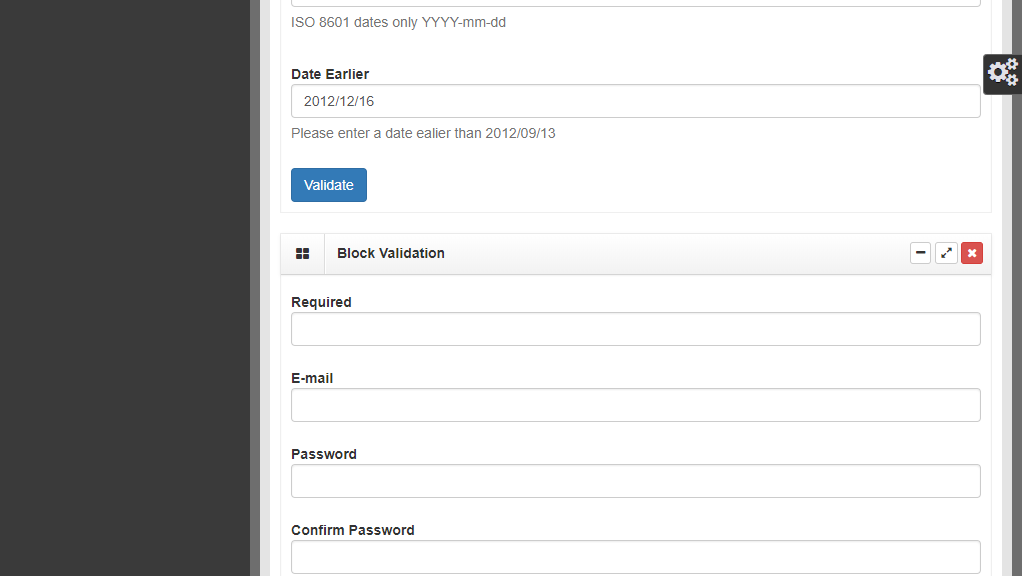 ISO 8601 dates only YYYY-mm-dd
Date Earlier
2012/12/16
Please enter a date ealier than 2012/09/13
Validate
Block Validation
Required
E-mail
Password
Confirm Password